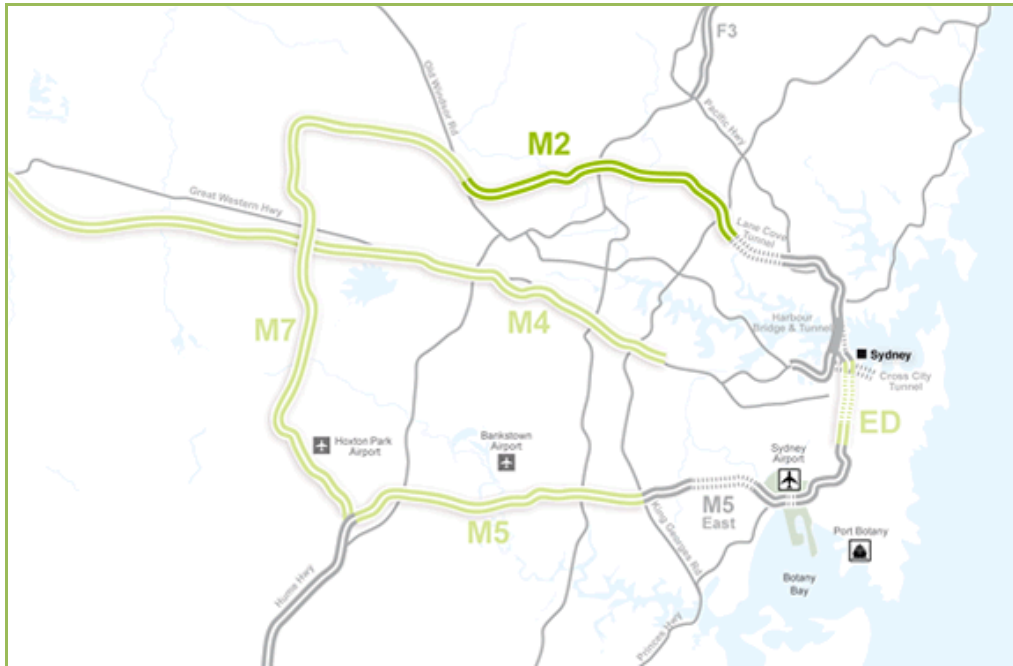 F3
Old Windsor Rd
Pacific Hwy
M2
Great Western Hwy
Lane Cove
Tunnel
M7
M4
Harbour
Bridge & Tunnel
Sydney
Cross City
Tunnel
ED
Hoxton Park
Airport
Bankstown
Airport
Sydney
Airport
M5
M5
East
King Georges Rd
Port Botany
Hume Hwy
Botany
Bay
Princes Hwy